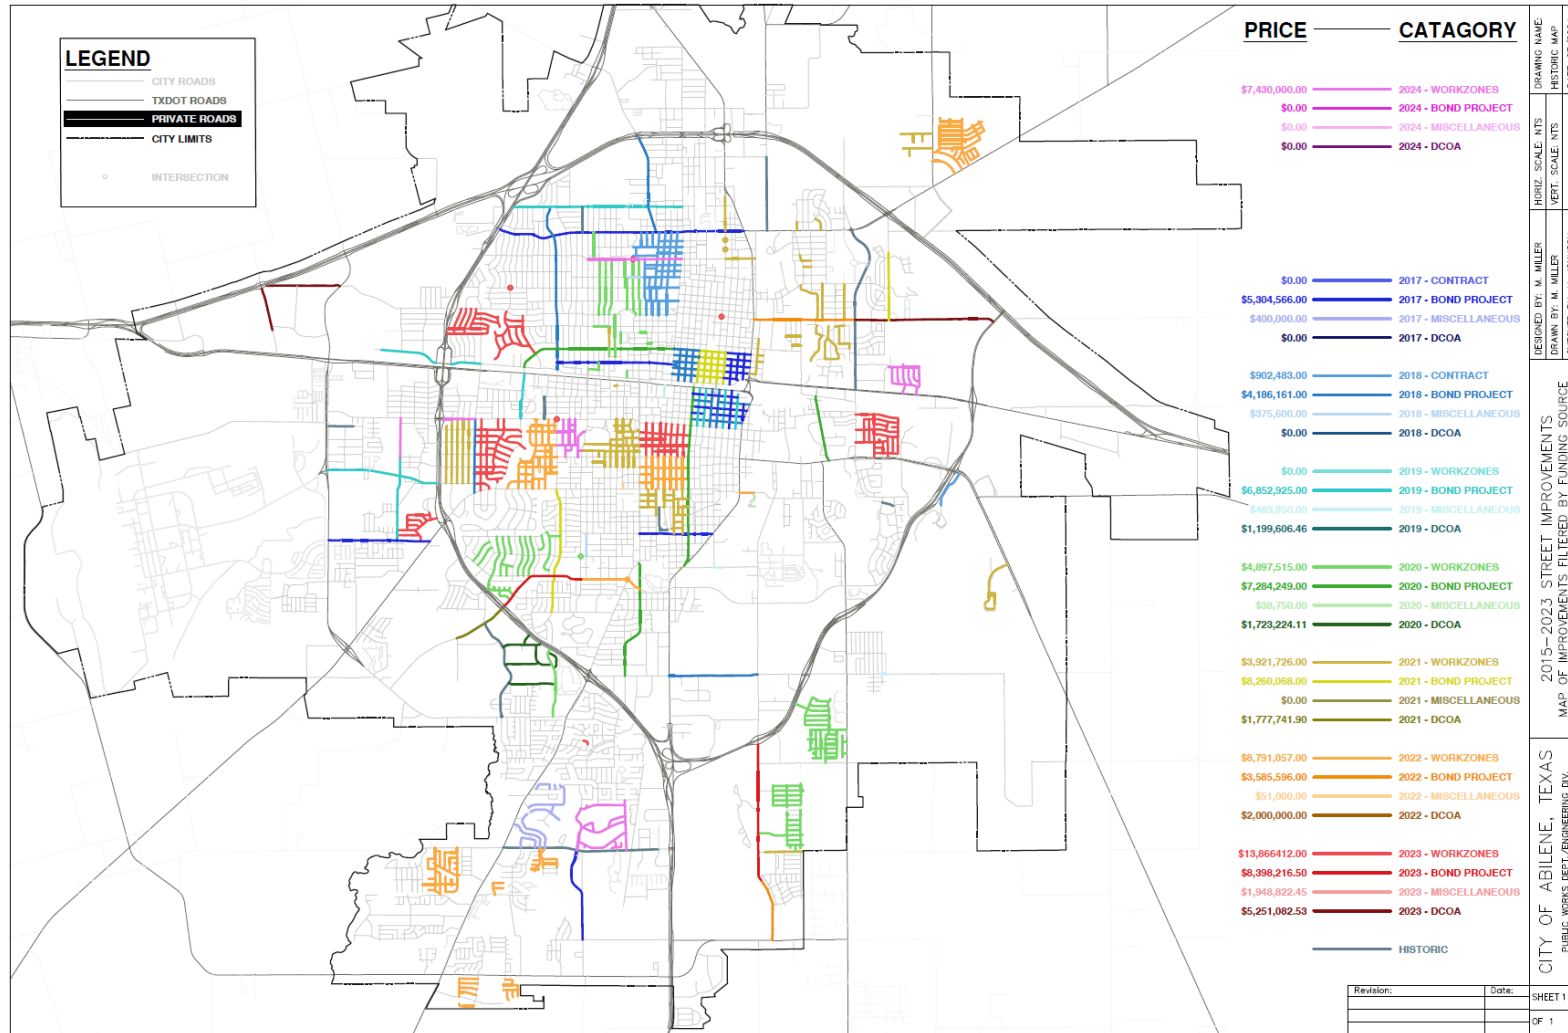 LEGEND
CITY ROADS
TXDOT ROADS
PRIVATE ROADS
CITY LIMITS
INTERSECTION
PRICE CATAGORY
$7,430,000.00 2024 - WORKZONES
$0.00 2024 - BOND PROJECT
$0.00 2024 - MISCELLANEOUS
$0.00 2024 - DCOA
$0.00 2017 - CONTRACT
$5,304,566.00 2017 - BOND PROJECT
$400,000.00 2017 - MISCELLANEOUS
$0.00 2017 - DCOA
$902,483.00 2018 - CONTRACT
$4,186,161.00 2018 - BOND PROJECT
$375,600.00 2018 - MISCELLANEOUS
$0.00 2018 - DCOA
$0.00 2019 - WORKZONES
$6,852,925.00 2019 - BOND PROJECT
$489,850.00 2019 - MISCELLANEOUS
$1,199,606.46 2019 - DCOA
$4,897,515.00 2020 - WORKZONES
$7,264,249.00 2020 - BOND PROJECT
$38,750.00 2020 - MISCELLANEOUS
$1,723,224.11 2020 - DCOA
$3,921,726.00 2021 - WORKZONES
$8,260,068.00 2021 - BOND PROJECT
$0.00 2021 - MISCELLANEOUS
$1,777,741.90 2021 - DCOA
$8,791,057.00 2022 - WORKZONES
$3,585,596.00 2022 - BOND PROJECT
$51,000.00 2022 - MISCELLANEOUS
$2,000,000.00 2022 - DCOA
$13,866412.00 2023 - WORKZONES
$8,398,216.50 2023 - BOND PROJECT
$1,948,822.45 2023 - MISCELLANEOUS
$5,251,082.53 2023 - DCOA
HISTORIC
DRAWING NAME:
HISTORIC MAP
HORIZ. SCALE: NTS
VERT. SCALE: NTS
DESIGNED BY: M. MILLER
DRAWN BY: M. MILLER
2015-2023 STREET IMPROVEMENTS
MAP OF IMPROVEMENTS FILTERED BY FUNDING SOURCE
CITY OF ABILENE, TEXAS
PUBLIC WORKS DEPT./ENGINEERING DIV.
Revision: Date:
SHEET 1
OF 1